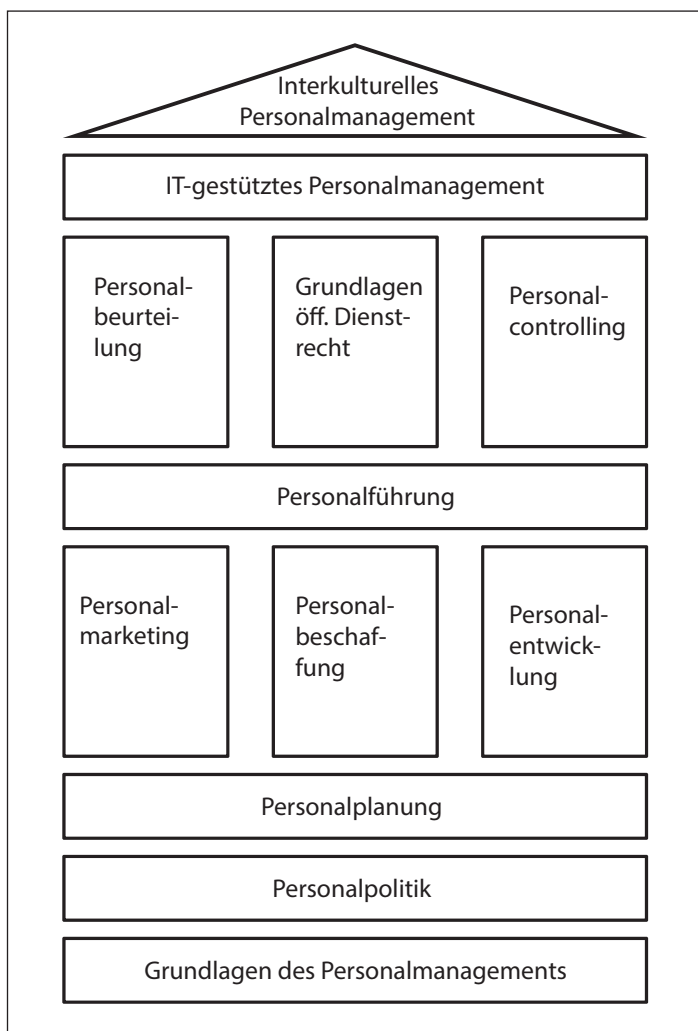 Interkulturelles
Personalmanagement
IT-gestütztes Personalmanagement
Personal-
beurtei-
lung
Grundlagen
öff. Dienst-
recht
Personal-
controlling
Personalführung
Personal-
marketing
Personal-
beschaf-
fung
Personal-
entwick-
lung
Personalplanung
Personalpolitik
Grundlagen des Personalmanagements